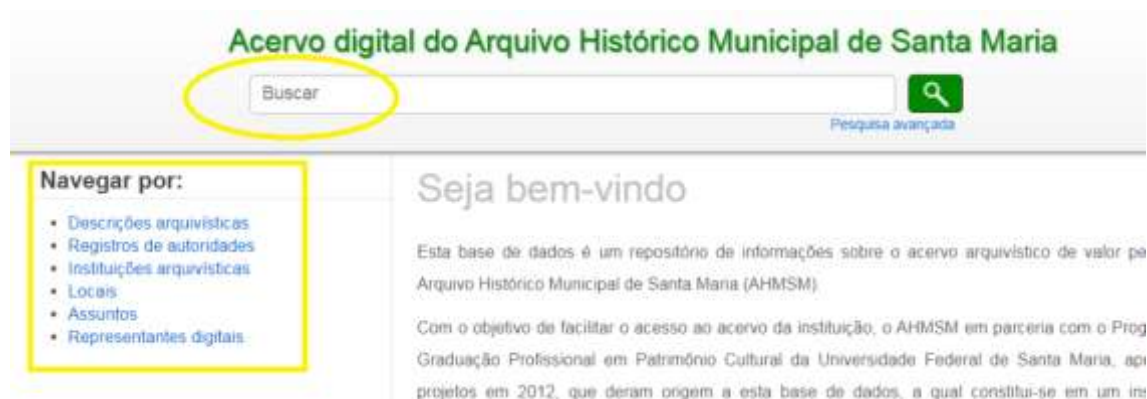 Acervo digital do Arquivo Histórico Municipal de Santa Maria
Buscar
Pesquisa avançada
Navegar por:
Descrições arquivísticas
Registros de autoridades
Instituições arquivísticas
Locais
Assuntos
Representantes digitais
Seja bem-vindo
Esta base de dados é um repositório de informações sobre o acervo arquivístico de valor pe
Arquivo Histórico Municipal de Santa Maria (AHMSM).
Com o objetivo de facilitar o acesso ao acervo da instituição, o AHMSM em parceria com o Prog
Graduação Profissional em Patrimônio Cultural da Universidade Federal de Santa Maria, ap
projetos em 2012, que deram origem a esta base de dados, a qual constitui-se em um ins